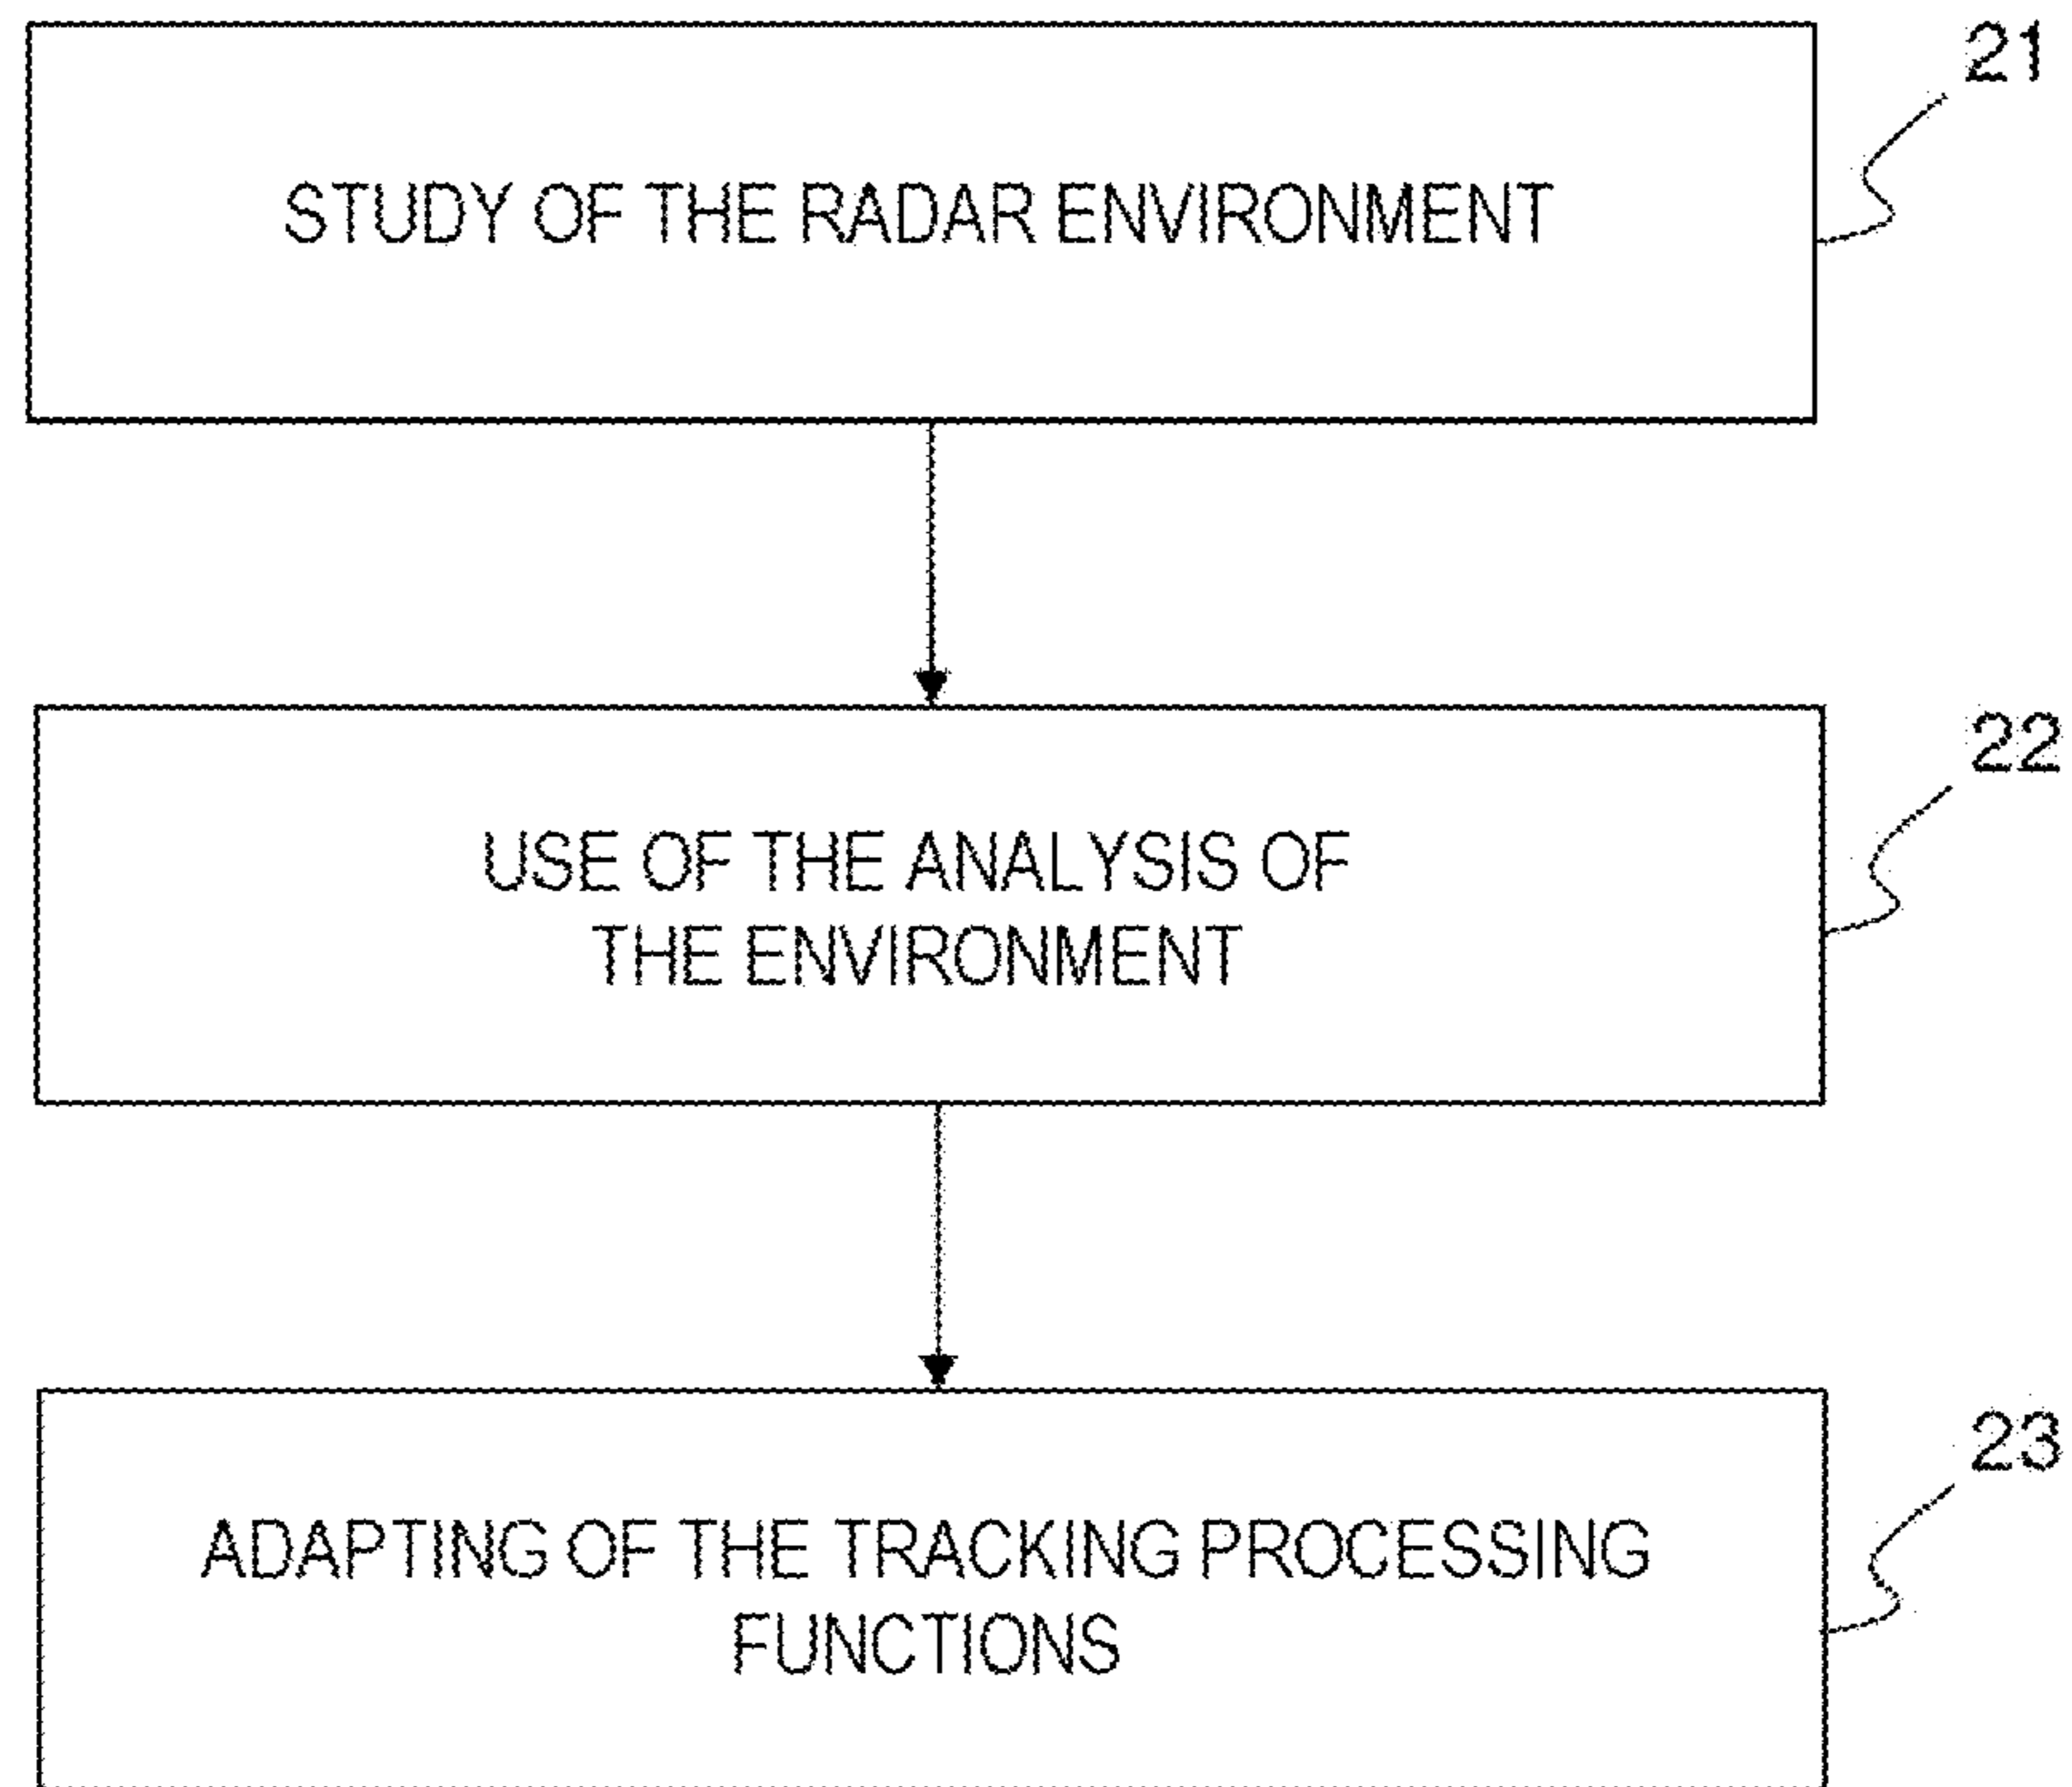 21
STUDY OF THE RADAR ENVIRONMENT
22
USE OF THE ANALYSIS OF
THE ENVIRONMENT
23
ADAPTING OF THE TRACKING PROCESSING
FUNCTIONS